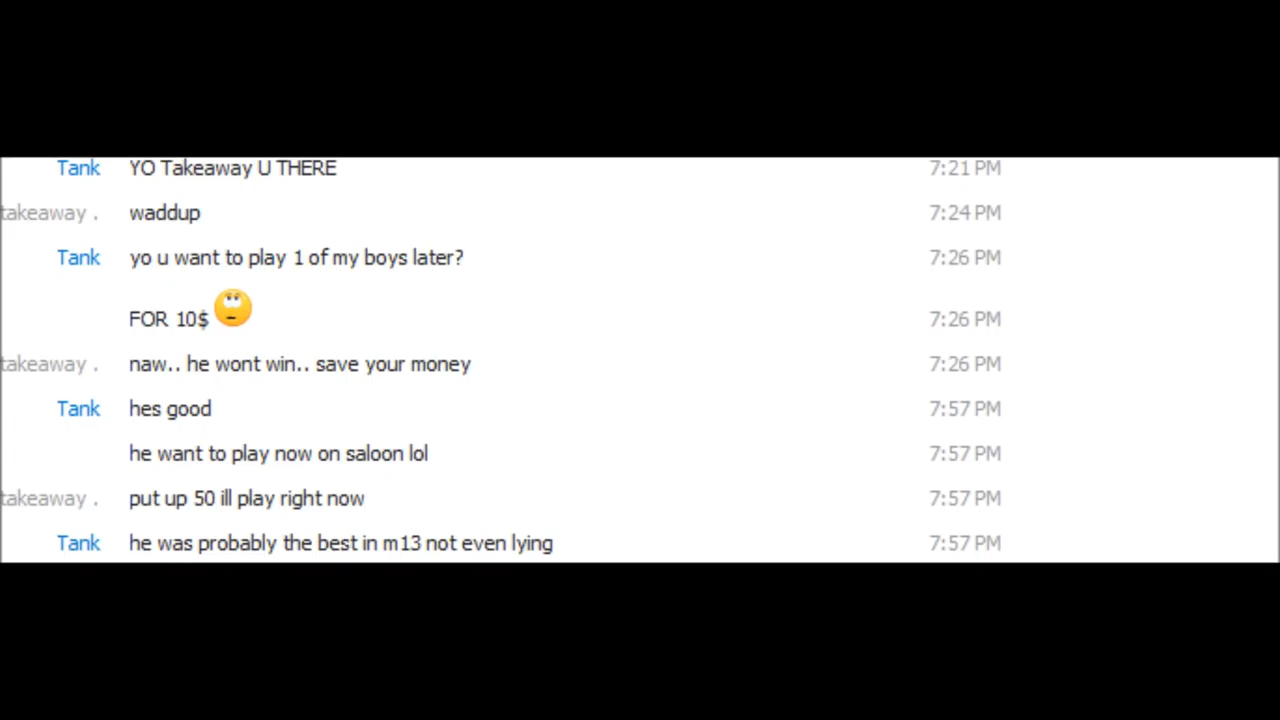 Tank YO Takeaway U THERE 7:21 PM
takeaway . waddup 7:24 PM
Tank yo u want to play 1 of my boys later? 7:26 PM
FOR 10$ 7:26 PM
takeaway . naw.. he wont win.. save your money 7:26 PM
Tank hes good 7:57 PM
he want to play now on saloon lol 7:57 PM
takeaway . put up 50 ill play right now 7:57 PM
Tank he was probably the best in m13 not even lying 7:57 PM